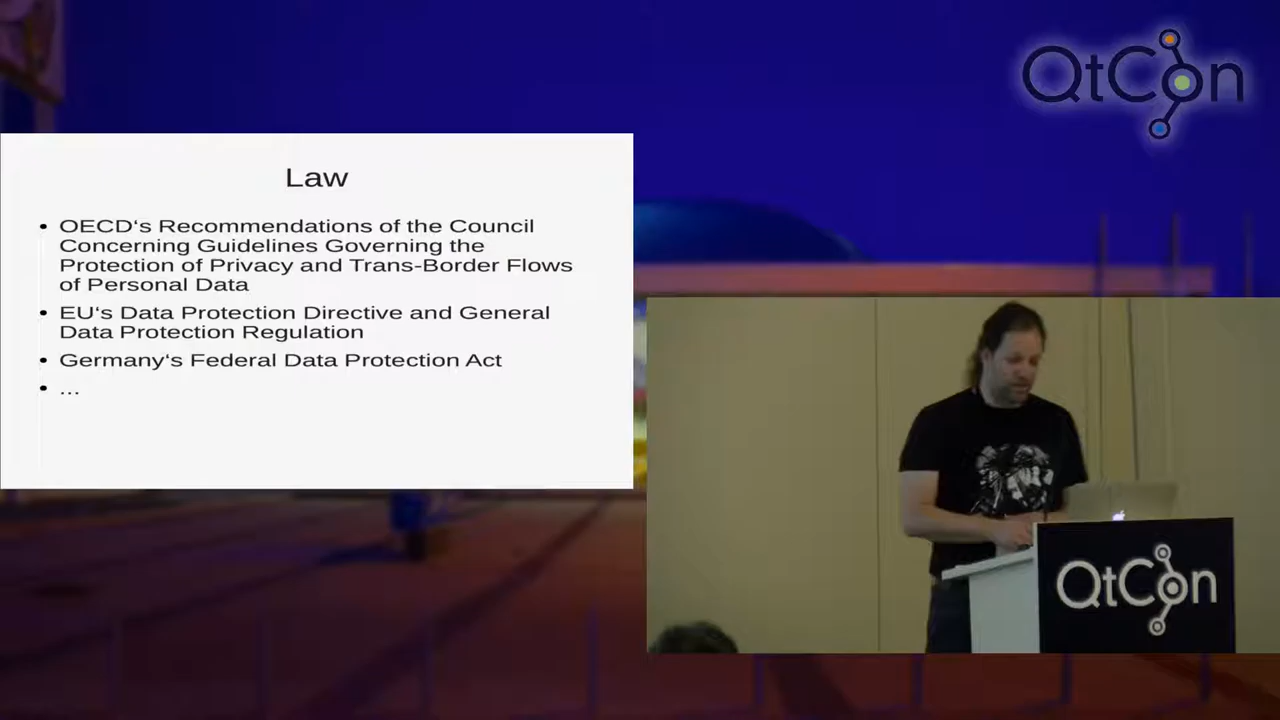 QtCon
Law
• OECD‘s Recommendations of the Council
Concerning Guidelines Governing the
Protection of Privacy and Trans-Border Flows
of Personal Data
• EU‘s Data Protection Directive and General
Data Protection Regulation
• Germany‘s Federal Data Protection Act
• ...
QtCon